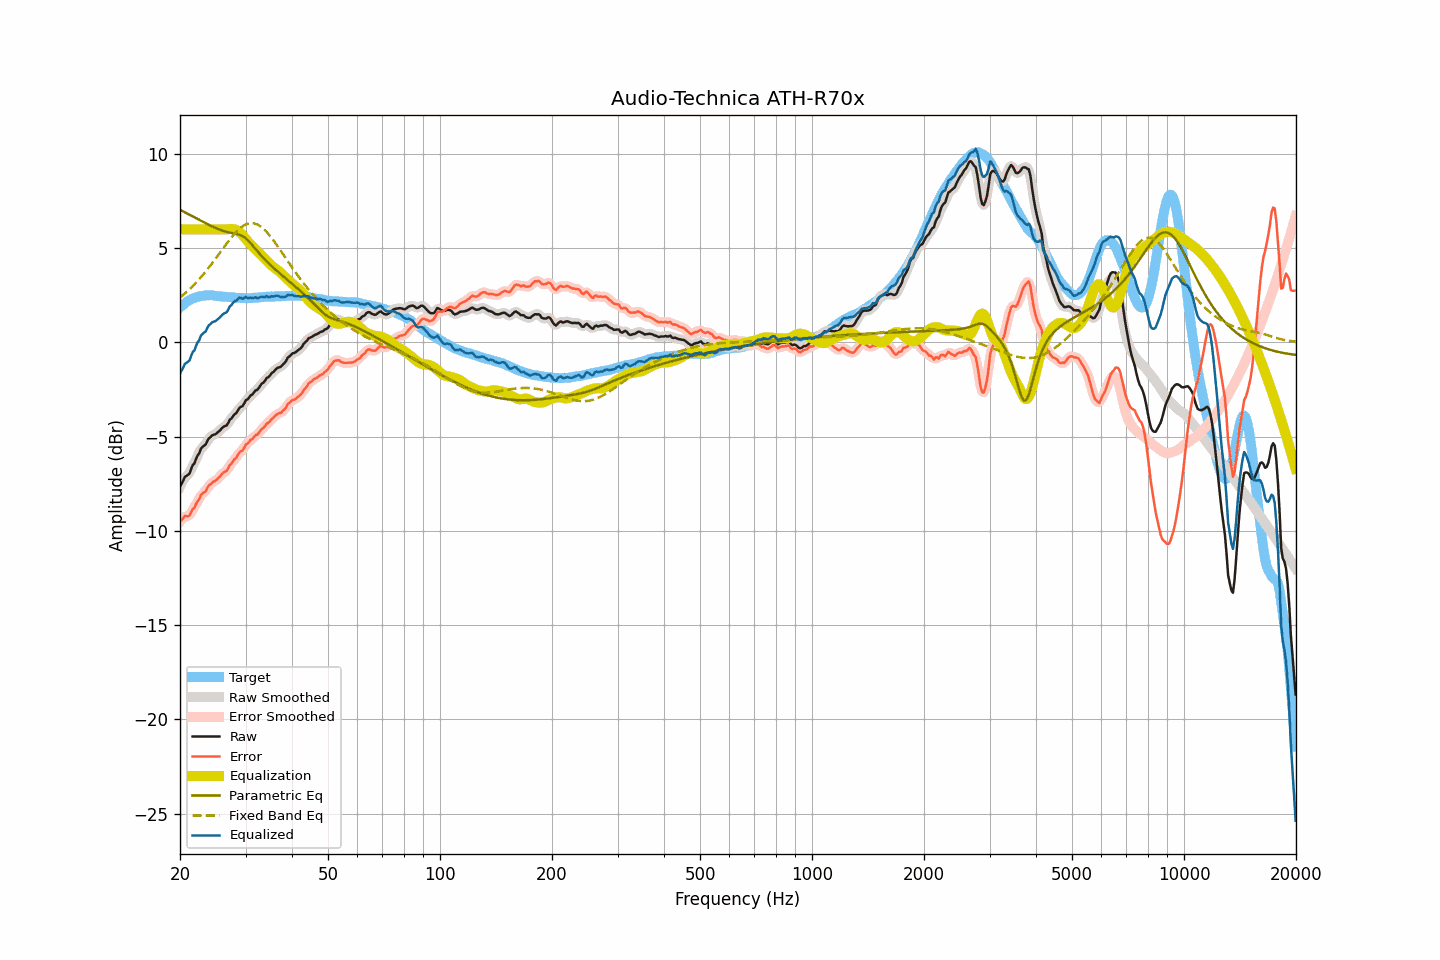 Audio-Technica ATH-R70x
Amplitude (dBr)
10
5
0
−5
−10
−15
−20
−25
Target
Raw Smoothed
Error Smoothed
Raw
Error
Equalization
Parametric Eq
Fixed Band Eq
Equalized
20 50 100 200 500 1000 2000 5000 10000 20000
Frequency (Hz)